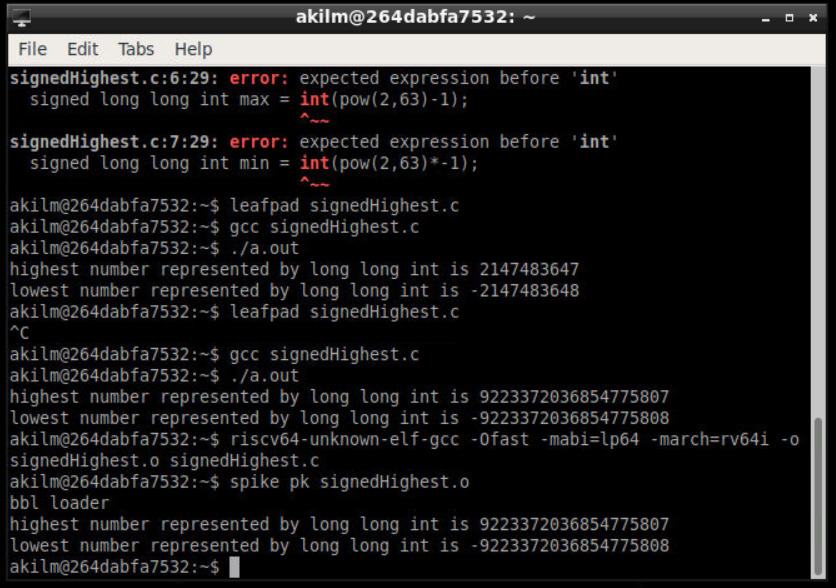 akilm@264dabfa7532: ~
File Edit Tabs Help
signedHighest.c:6:29: error: expected expression before 'int'
signed long long int max = int(pow(2,63)-1);
^~~
signedHighest.c:7:29: error: expected expression before 'int'
signed long long int min = int(pow(2,63)*-1);
^~~
akilm@264dabfa7532:~$ leafpad signedHighest.c
akilm@264dabfa7532:~$ gcc signedHighest.c
akilm@264dabfa7532:~$ ./a.out
highest number represented by long long int is 2147483647
lowest number represented by long long int is -2147483648
akilm@264dabfa7532:~$ leafpad signedHighest.c
^C
akilm@264dabfa7532:~$ gcc signedHighest.c
akilm@264dabfa7532:~$ ./a.out
highest number represented by long long int is 9223372036854775807
lowest number represented by long long int is -9223372036854775808
akilm@264dabfa7532:~$ riscv64-unknown-elf-gcc -Ofast -mabi=lp64 -march=rv64i -o
signedHighest.o signedHighest.c
akilm@264dabfa7532:~$ spike pk signedHighest.o
bbl loader
highest number represented by long long int is 9223372036854775807
lowest number represented by long long int is -9223372036854775808
akilm@264dabfa7532:~$